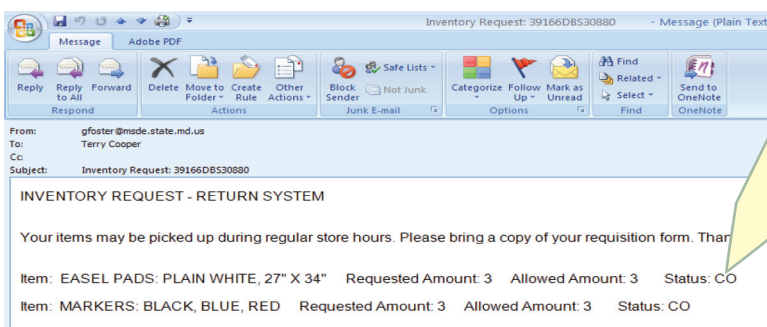 Inventory Request: 39166DBS30880 - Message (Plain Text
Message Adobe PDF
Reply Reply to All Forward Delete Move to Folder Create Rule Other Actions Block Sender Safe Lists Not Junk Categorize Follow Up Mark as Unread Find Related Select Send to OneNote
Respond Actions Junk E-mail Options Find OneNote
From: gfoster@msde.state.md.us
To: Terry Cooper
Cc:
Subject: Inventory Request: 39166DBS30880
INVENTORY REQUEST - RETURN SYSTEM
Your items may be picked up during regular store hours. Please bring a copy of your requisition form. Than
Item: EASEL PADS: PLAIN WHITE, 27" X 34" Requested Amount: 3 Allowed Amount: 3 Status: CO
Item: MARKERS: BLACK, BLUE, RED Requested Amount: 3 Allowed Amount: 3 Status: CO